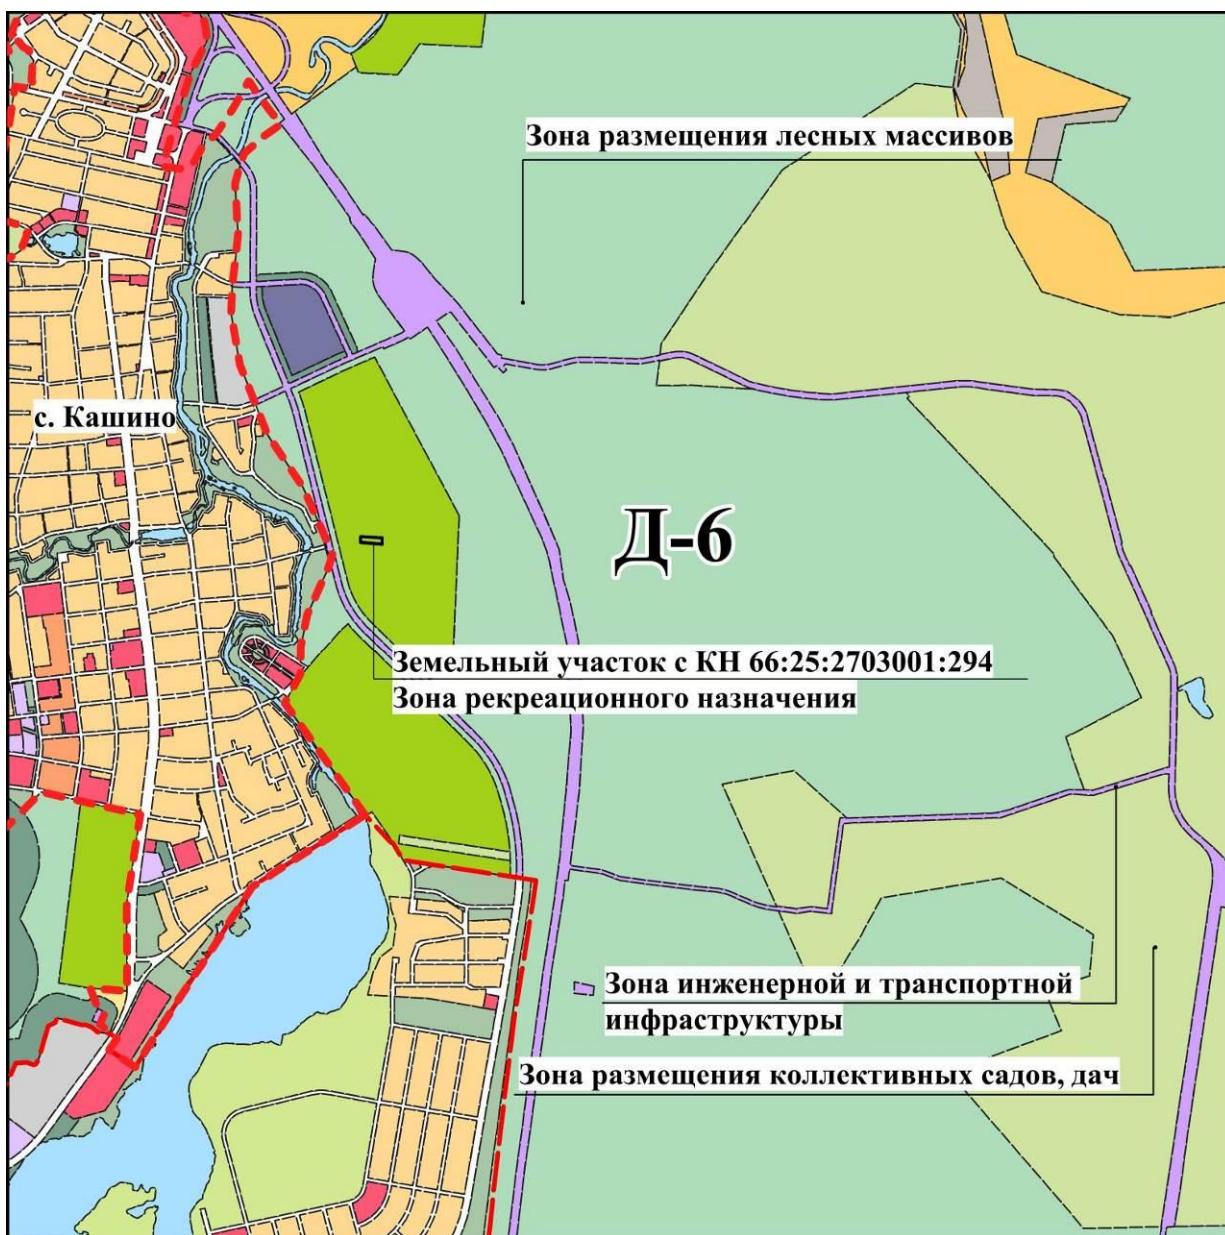 Зона размещения лесных массивов
с. Кашино
Д-6
Земельный участок с КН 66:25:2703001:294
Зона рекреационного назначения
Зона инженерной и транспортной
инфраструктуры
Зона размещения коллективных садов, дач